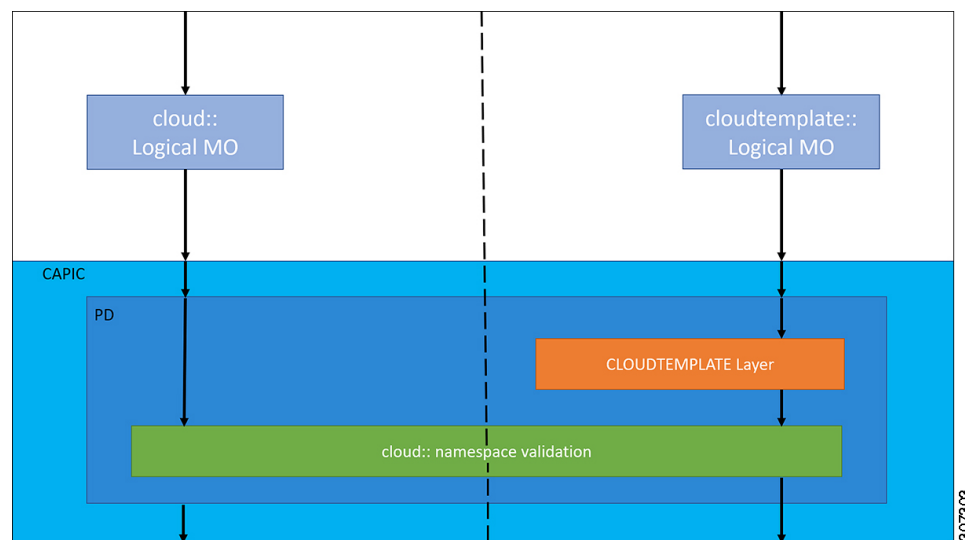 cloud::
Logical MO
cloudtemplate::
Logical MO
CAPIC
PD
CLOUDTEMPLATE Layer
cloud:: namespace validation